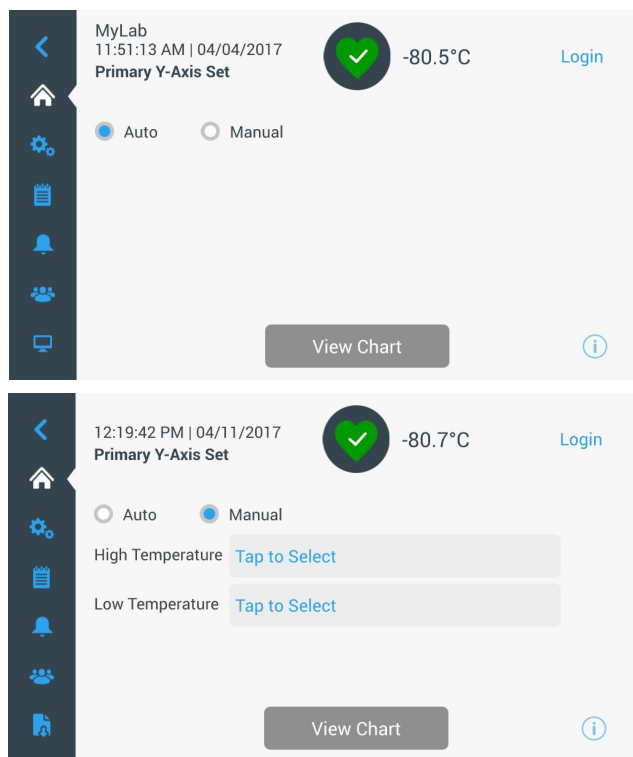 MyLab
11:51:13 AM | 04/04/2017
Primary Y-Axis Set
-80.5°C
Login
Auto Manual
View Chart
i
12:19:42 PM | 04/11/2017
Primary Y-Axis Set
-80.7°C
Login
Auto Manual
High Temperature Tap to Select
Low Temperature Tap to Select
View Chart
i